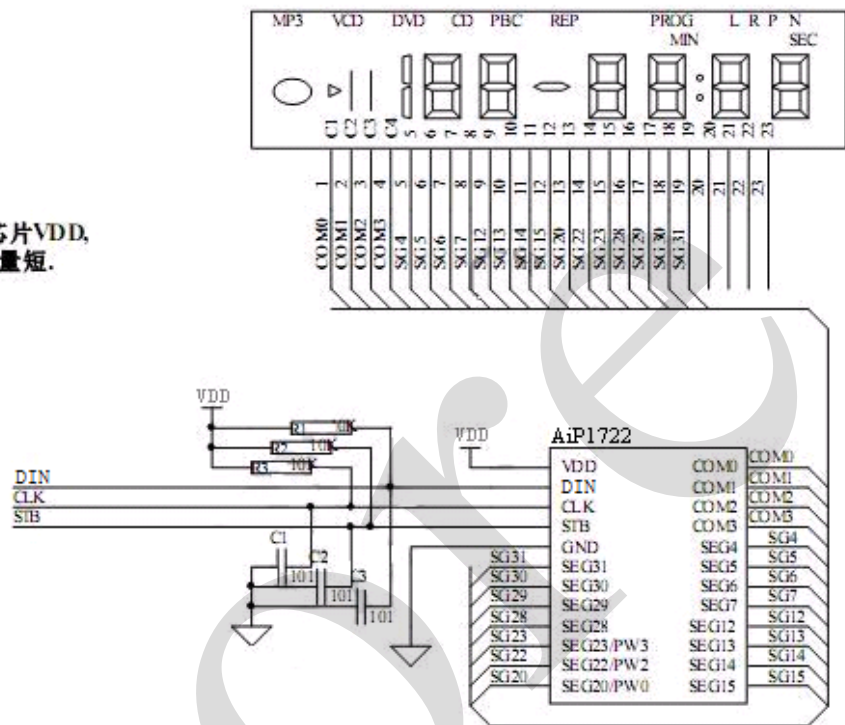 MP3 VCD DVD CD PBC REP PROG L R P N
MIN SEC
C1 C2 C3 C4 5 6 7 8 9 10 11 12 13 14 15 16 17 18 19 20 21 22 23
1 2 3 4 5 6 7 8 9 10 11 12 13 14 15 16 17 18 19 20 21 22 23
COM0 COM1 COM2 COM3 SG4 SG5 SG6 SG7 SG12 SG13 SG14 SG15 SG20 SG22 SG23 SG28 SG29 SG30 SG31
芯片VDD,
量短.
VDD
R1 10K
R2 10K
R3 10K
DIN
CLK
STB
C1 101
C2 101
C3 101
VDD
AiP1722
VDD COM0 COM0
DIN COM1 COM1
CLK COM2 COM2
STB COM3 COM3
GND SEG4 SG4
SG31 SEG31 SEG5 SG5
SG30 SEG30 SEG6 SG6
SG29 SEG29 SEG7 SG7
SG28 SEG28 SEG12 SG12
SG23 SEG23/PW3 SEG13 SG13
SG22 SEG22/PW2 SEG14 SG14
SG20 SEG20/PW0 SEG15 SG15